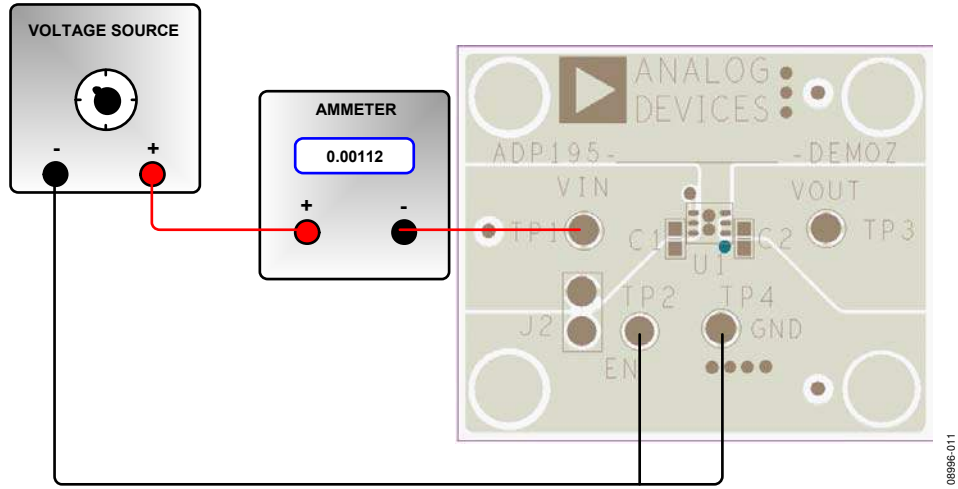 VOLTAGE SOURCE
- +
AMMETER
0.00112
+ -
ANALOG
DEVICES
ADP195-________-DEMOZ
VIN
VOUT
TP1
C1
C2
TP3
U1
TP2
TP4
J2
GND
EN
08996-011